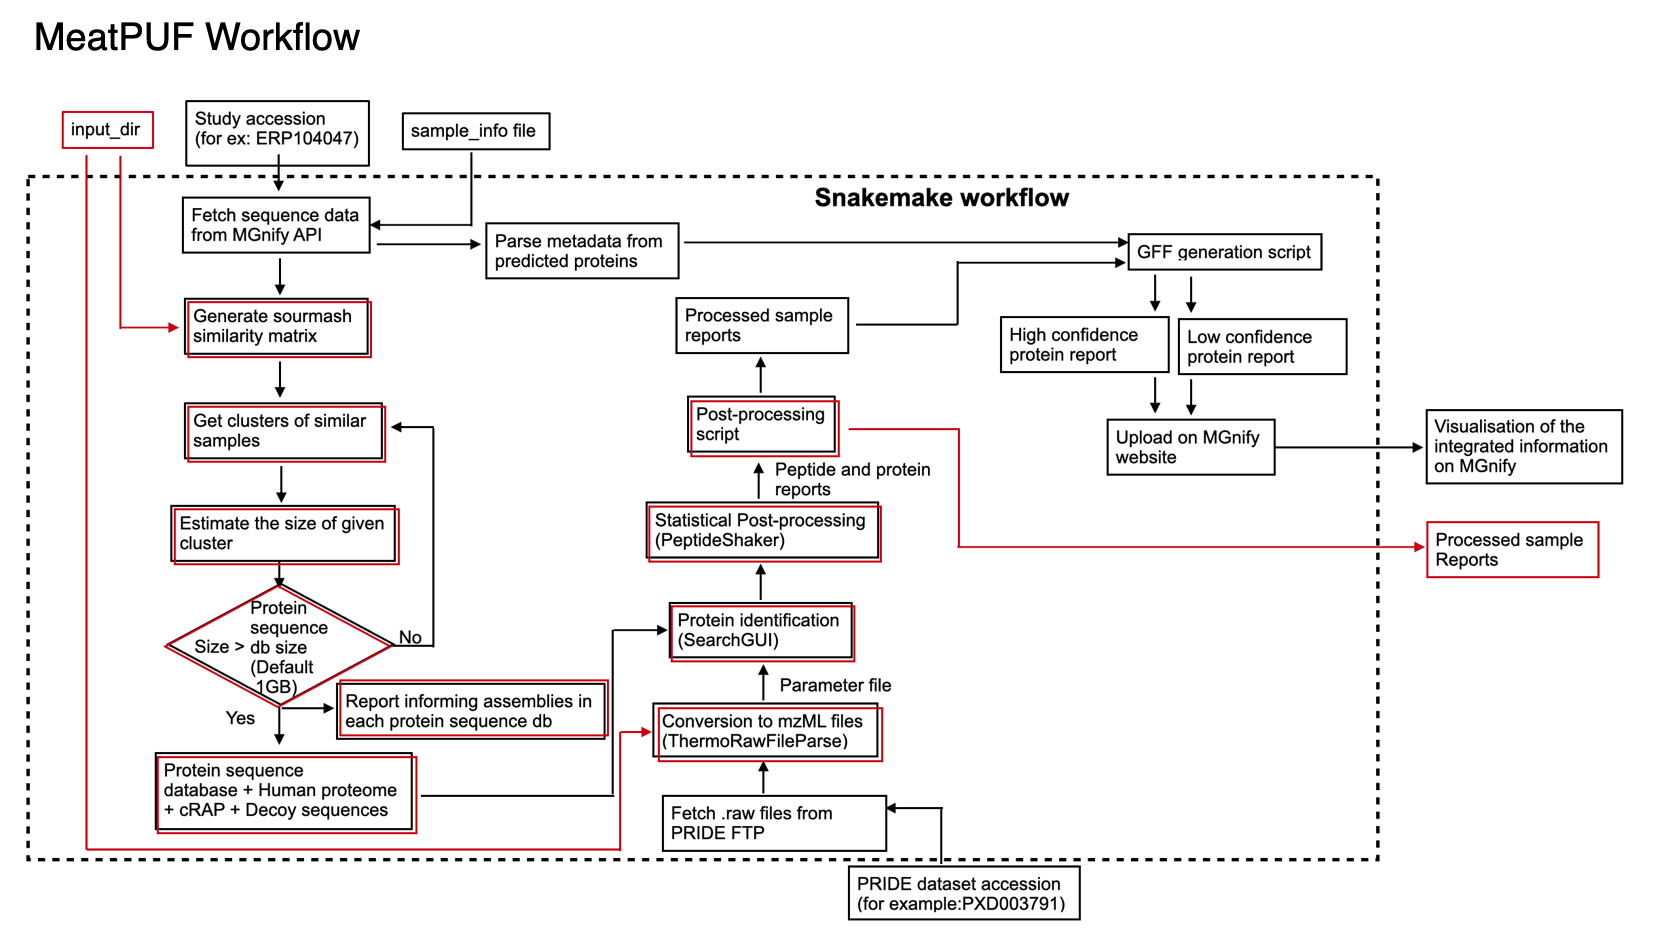 MeatPUF Workflow
input_dir
Study accession
(for ex: ERP104047)
sample_info file
Snakemake workflow
Fetch sequence data
from MGnify API
Parse metadata from
predicted proteins
GFF generation script
Generate sourmash
similarity matrix
Processed sample
reports
High confidence
protein report
Low confidence
protein report
Get clusters of similar
samples
Post-processing
script
Upload on MGnify
website
Visualisation of the
integrated information
on MGnify
Peptide and protein
reports
Estimate the size of given
cluster
Statistical Post-processing
(PeptideShaker)
Processed sample
Reports
Protein
sequence
Size > db size
(Default
1GB)
No
Protein identification
(SearchGUI)
Parameter file
Yes
Report informing assemblies in
each protein sequence db
Conversion to mzML files
(ThermoRawFileParse)
Protein sequence
database + Human proteome
+ cRAP + Decoy sequences
Fetch .raw files from
PRIDE FTP
PRIDE dataset accession
(for example:PXD003791)